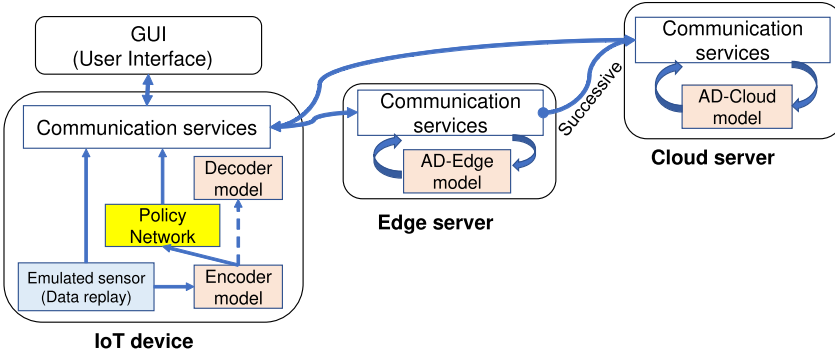 GUI
(User Interface)
Communication services
Decoder
model
Policy
Network
Emulated sensor
(Data replay)
Encoder
model
IoT device
Communication
services
AD-Edge
model
Edge server
Successive
Communication
services
AD-Cloud
model
Cloud server